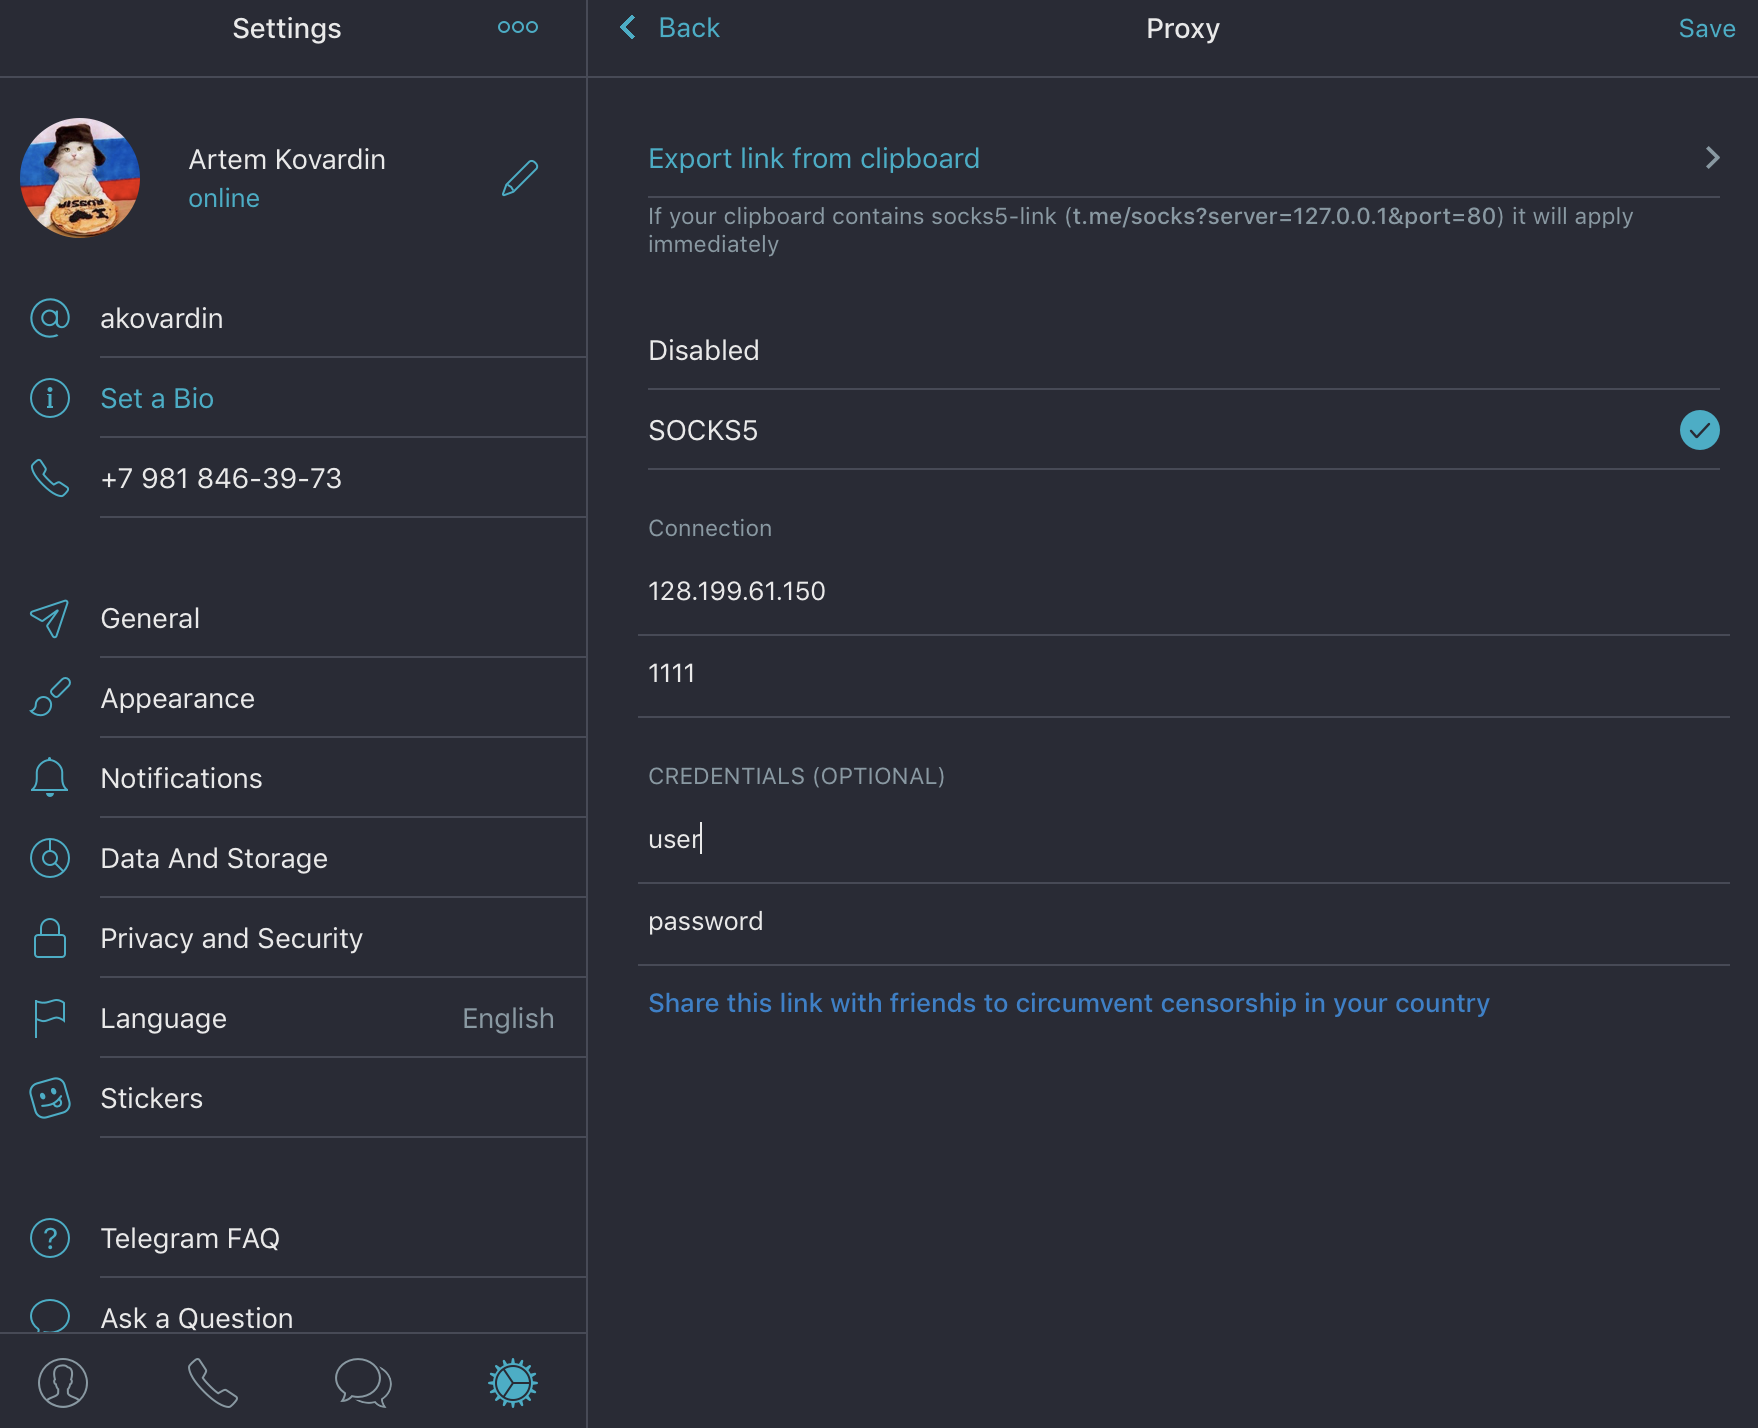 Settings
Artem Kovardin
online
akovardin
Set a Bio
+7 981 846-39-73
General
Appearance
Notifications
Data And Storage
Privacy and Security
Language English
Stickers
Telegram FAQ
Ask a Question
Back
Proxy
Save
Export link from clipboard
If your clipboard contains socks5-link (t.me/socks?server=127.0.0.1&port=80) it will apply
immediately
Disabled
SOCKS5
Connection
128.199.61.150
1111
CREDENTIALS (OPTIONAL)
user
password
Share this link with friends to circumvent censorship in your country